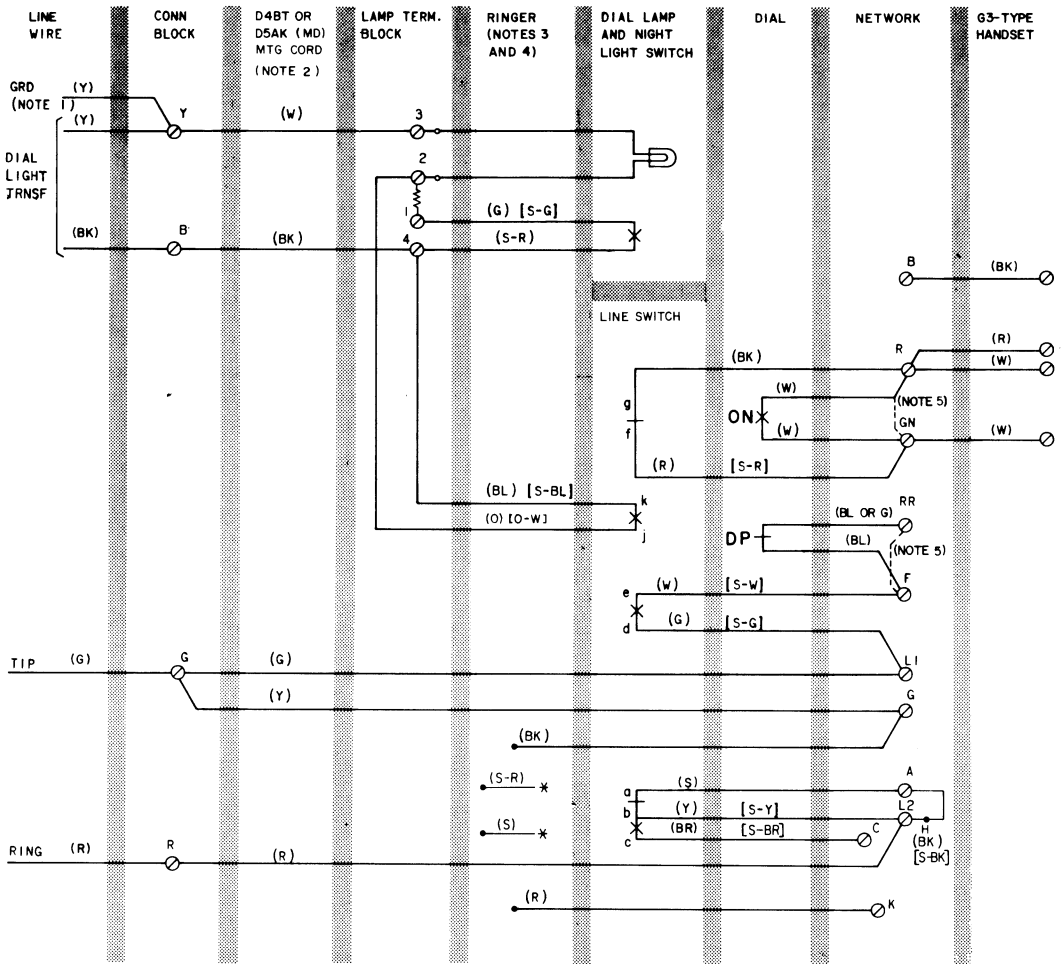 LINE WIRE
CONN BLOCK
D4BT OR D5AK (MD) MTG CORD (NOTE 2)
LAMP TERM. BLOCK
RINGER (NOTES 3 AND 4)
DIAL LAMP AND NIGHT LIGHT SWITCH
DIAL
NETWORK
G3-TYPE HANDSET
GRD (Y)
(NOTE 1)
(Y)
Y
(W)
3
DIAL LIGHT TRNSF
2
1
(G) [S-G]
(BK)
B
(BK)
4
(S-R)
B
(BK)
LINE SWITCH
(BK)
R
(R)
(W)
g
f
ON
(W)
(NOTE 5)
(W)
GN
(W)
(R)
[S-R]
(BL) [S-BL]
k
(O) [O-W]
j
DP
(BL OR G)
RR
(BL)
(NOTE 5)
F
e
(W)
[S-W]
d
(G)
[S-G]
TIP
(G)
G
(G)
L1
(Y)
G
(BK)
(S-R) *
a
(S)
A
b
(Y)
[S-Y]
L2
(S) *
c
(BR)
[S-BR]
C
H
(BK)
[S-BK]
RING
(R)
R
(R)
(R)
K